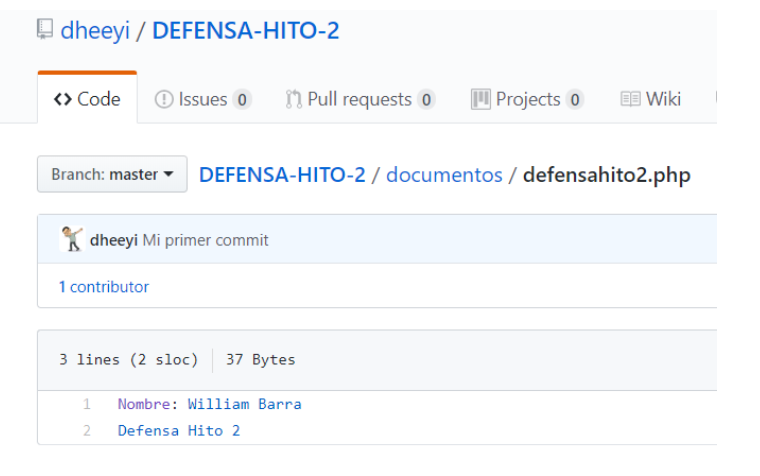 dheeyi / DEFENSA-HITO-2
<> Code Issues 0 Pull requests 0 Projects 0 Wiki
Branch: master DEFENSA-HITO-2 / documentos / defensahito2.php
dheeyi Mi primer commit
1 contributor
3 lines (2 sloc) 37 Bytes
1 Nombre: William Barra
2 Defensa Hito 2